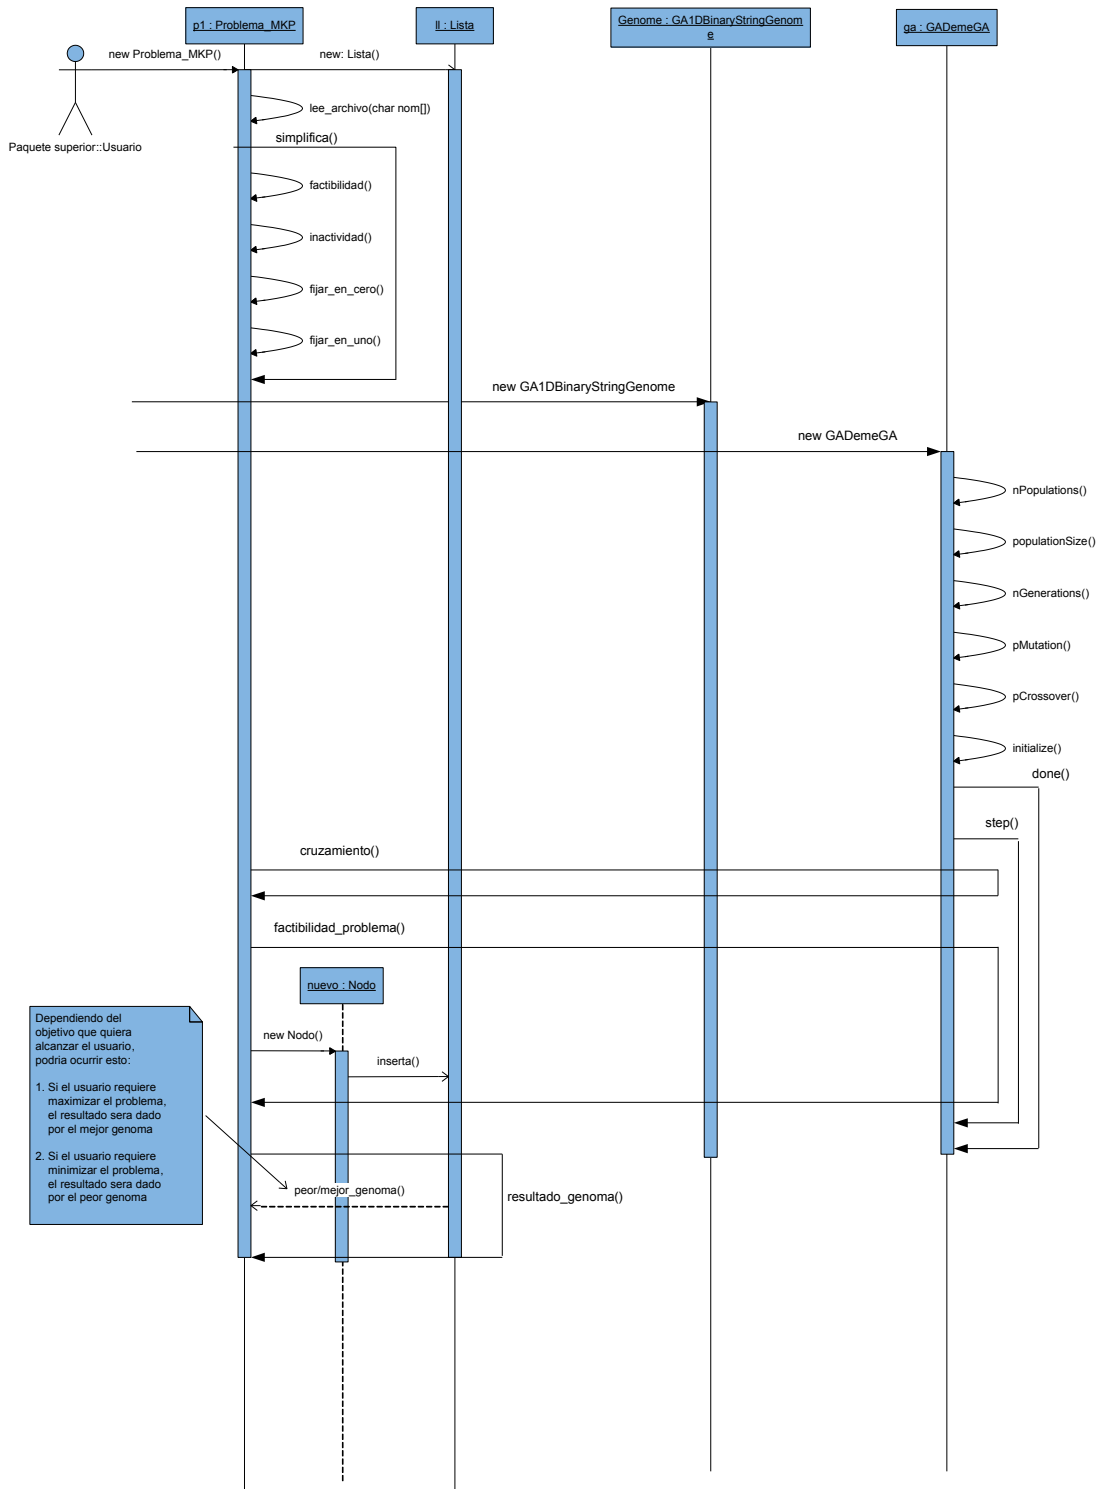 p1 : Problema_MKP
ll : Lista
Genome : GA1DBinaryStringGenom
e
ga : GADemeGA
new Problema_MKP()
new: Lista()
lee_archivo(char nom[])
Paquete superior::Usuario
simplifica()
factibilidad()
inactividad()
fijar_en_cero()
fijar_en_uno()
new GA1DBinaryStringGenome
new GADemeGA
nPopulations()
populationSize()
nGenerations()
pMutation()
pCrossover()
initialize()
done()
step()
cruzamiento()
factibilidad_problema()
nuevo : Nodo
new Nodo()
inserta()
Dependiendo del
objetivo que quiera
alcanzar el usuario,
podria ocurrir esto:
1. Si el usuario requiere
maximizar el problema,
el resultado sera dado
por el mejor genoma
2. Si el usuario requiere
minimizar el problema,
el resultado sera dado
por el peor genoma
peor/mejor_genoma()
resultado_genoma()